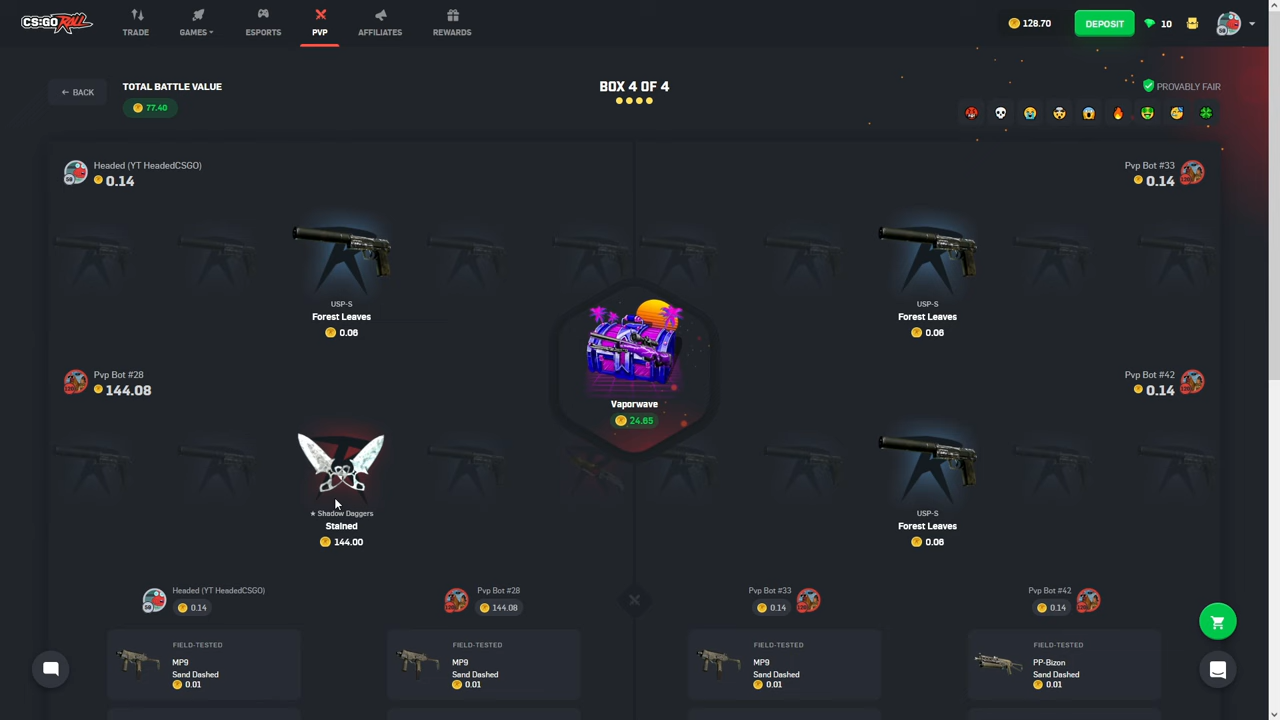 CS:GO ROLL
TRADE
GAMES
ESPORTS
PVP
AFFILIATES
REWARDS
128.70
DEPOSIT
10
← BACK
TOTAL BATTLE VALUE
77.40
BOX 4 OF 4
PROVABLY FAIR
Headed (YT HeadedCSGO)
0.14
Pvp Bot #33
0.14
USP-S
Forest Leaves
0.06
USP-S
Forest Leaves
0.06
Vaporwave
24.65
Pvp Bot #28
144.08
Pvp Bot #42
0.14
★ Shadow Daggers
Stained
144.00
USP-S
Forest Leaves
0.06
Headed (YT HeadedCSGO)
0.14
Pvp Bot #28
144.08
Pvp Bot #33
0.14
Pvp Bot #42
0.14
FIELD-TESTED
MP9
Sand Dashed
0.01
FIELD-TESTED
MP9
Sand Dashed
0.01
FIELD-TESTED
MP9
Sand Dashed
0.01
FIELD-TESTED
PP-Bizon
Sand Dashed
0.01